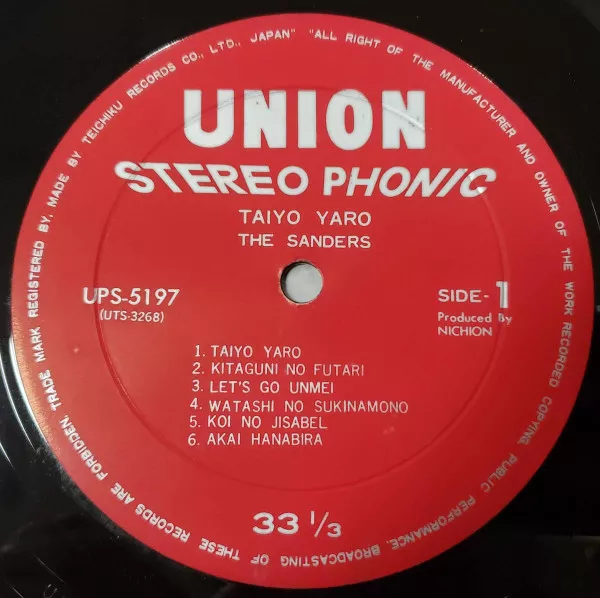 TRADE MARK REGISTERED BY, MADE BY TEICHIKU RECORDS CO., LTD., JAPAN" "ALL RIGHT OF THE MANUFACTURER AND OWNER OF THE WORK RECORDED COPYING, PUBLIC PERFORMANCE, BROADCASTING OF THESE RECORDS ARE FORBIDDEN,
UNION
STEREO PHONIC
TAIYO YARO
THE SANDERS
UPS-5197
(UTS-3268)
SIDE-1
Produced By
NICHION
1. TAIYO YARO
2. KITAGUNI NO FUTARI
3. LET'S GO UNMEI
4. WATASHI NO SUKINAMONO
5. KOI NO JISABEL
6. AKAI HANABIRA
33 1/3